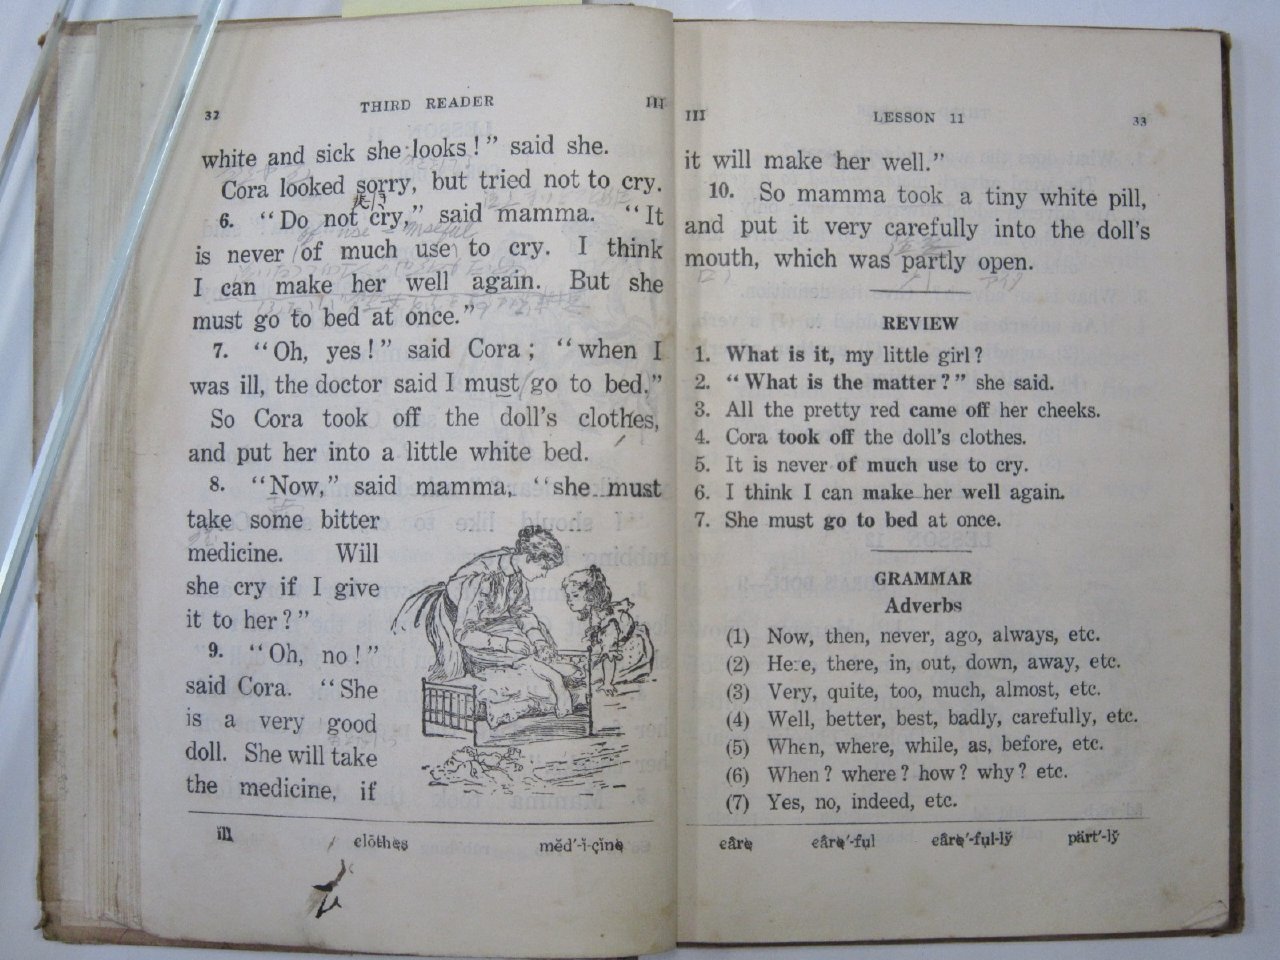 32 THIRD READER III
white and sick she looks!” said she.
Cora looked sorry, but tried not to cry.
6. “Do not cry,” said mamma. “It
is never of much use to cry. I think
I can make her well again. But she
must go to bed at once.”
7. “Oh, yes!” said Cora; “when I
was ill, the doctor said I must go to bed.”
So Cora took off the doll’s clothes,
and put her into a little white bed.
8. “Now,” said mamma, “she must
take some bitter
medicine. Will
she cry if I give
it to her?”
9. “Oh, no!”
said Cora. “She
is a very good
doll. She will take
the medicine, if
ĭll clōthes mĕd′-ĭ-çĭne
III LESSON 11 33
it will make her well.”
10. So mamma took a tiny white pill,
and put it very carefully into the doll’s
mouth, which was partly open.
REVIEW
1. What is it, my little girl?
2. “What is the matter?” she said.
3. All the pretty red came off her cheeks.
4. Cora took off the doll’s clothes.
5. It is never of much use to cry.
6. I think I can make her well again.
7. She must go to bed at once.
GRAMMAR
Adverbs
(1) Now, then, never, ago, always, etc.
(2) Here, there, in, out, down, away, etc.
(3) Very, quite, too, much, almost, etc.
(4) Well, better, best, badly, carefully, etc.
(5) When, where, while, as, before, etc.
(6) When? where? how? why? etc.
(7) Yes, no, indeed, etc.
câre câre′-fụl câre′-fụl-lў pärt′-lў